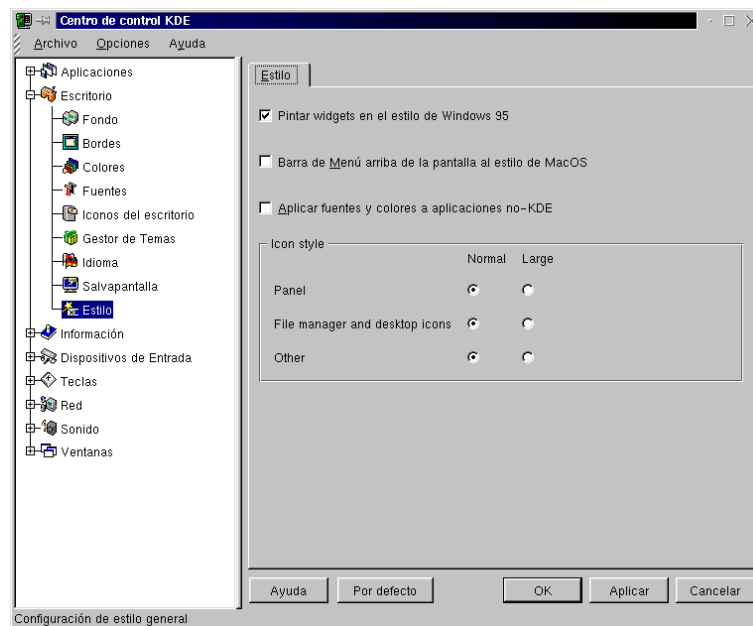 Centro de control KDE
Archivo Opciones Ayuda
Aplicaciones
Escritorio
Fondo
Bordes
Colores
Fuentes
Iconos del escritorio
Gestor de Temas
Idioma
Salvapantalla
Estilo
Información
Dispositivos de Entrada
Teclas
Red
Sonido
Ventanas
Estilo
Pintar widgets en el estilo de Windows 95
Barra de Menú arriba de la pantalla al estilo de MacOS
Aplicar fuentes y colores a aplicaciones no-KDE
Icon style
Normal Large
Panel
File manager and desktop icons
Other
Ayuda Por defecto OK Aplicar Cancelar
Configuración de estilo general